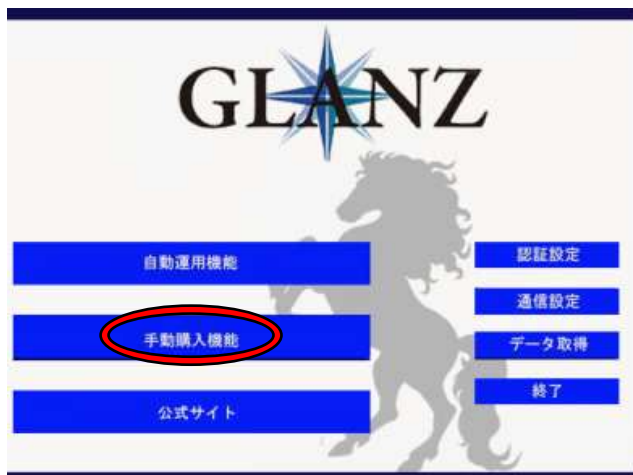 GLANZ
自動運用機能
手動購入機能
公式サイト
認証設定
通信設定
データ取得
終了